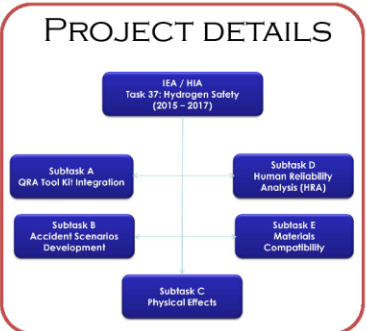 PROJECT DETAILS
IEA / HIA
Task 37: Hydrogen Safety
(2015 – 2017)
Subtask A
QRA Tool Kit Integration
Subtask D
Human Reliability
Analysis (HRA)
Subtask B
Accident Scenarios
Development
Subtask E
Materials
Compatibility
Subtask C
Physical Effects